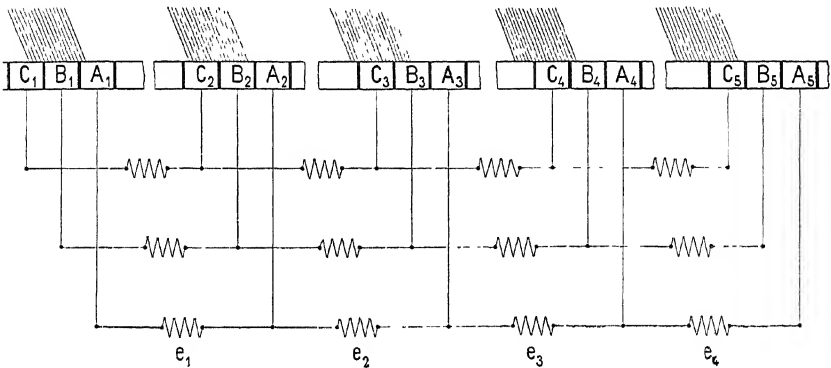 C₁ B₁ A₁ C₂ B₂ A₂ C₃ B₃ A₃ C₄ B₄ A₄ C₅ B₅ A₅
e₁ e₂ e₃ e₄